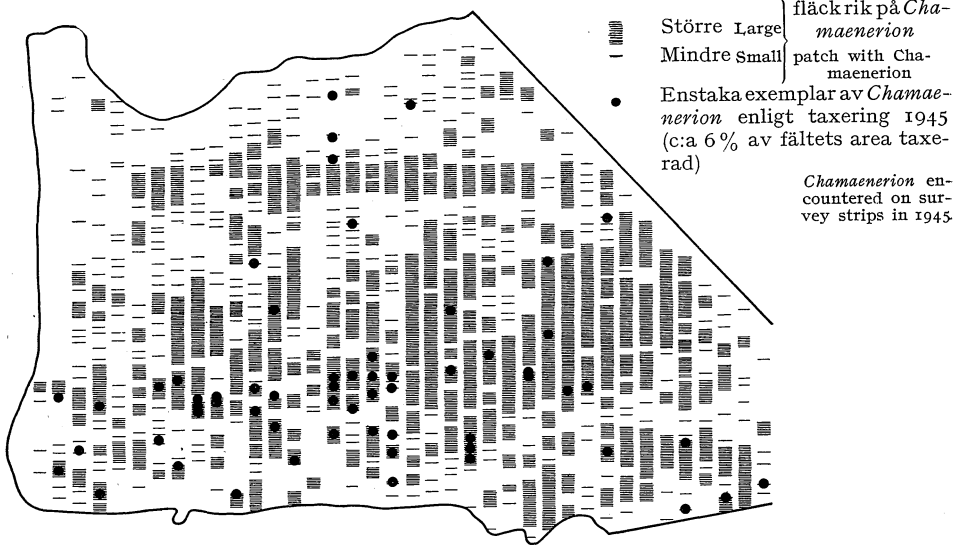 fläck rik på Cha-
maenerion
Större Large
Mindre Small patch with Cha-
maenerion
Enstaka exemplar av Chamae-
nerion enligt taxering 1945
(c:a 6 % av fältets area taxe-
rad)
Chamaenerion en-
countered on sur-
vey strips in 1945.